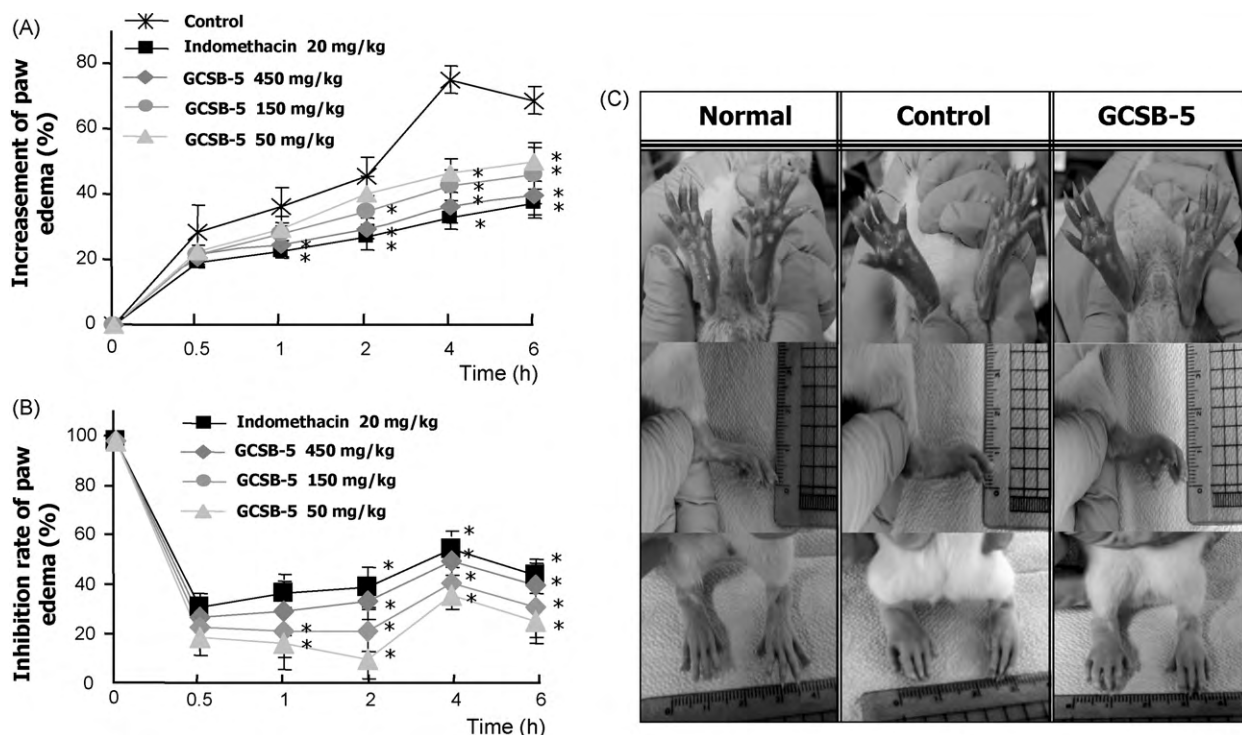 (A)
Control
Indomethacin 20 mg/kg
GCSB-5 450 mg/kg
GCSB-5 150 mg/kg
GCSB-5 50 mg/kg
Increasement of paw
edema (%)
80
60
40
20
0
* * * * * * * * * * * * * *
0 0.5 1 2 4 6
Time (h)
(B)
Indomethacin 20 mg/kg
GCSB-5 450 mg/kg
GCSB-5 150 mg/kg
GCSB-5 50 mg/kg
Inhibition rate of paw
edema (%)
100
80
60
40
20
0
* * * * * * * * * * * * * *
0 0.5 1 2 4 6
Time (h)
(C)
Normal Control GCSB-5